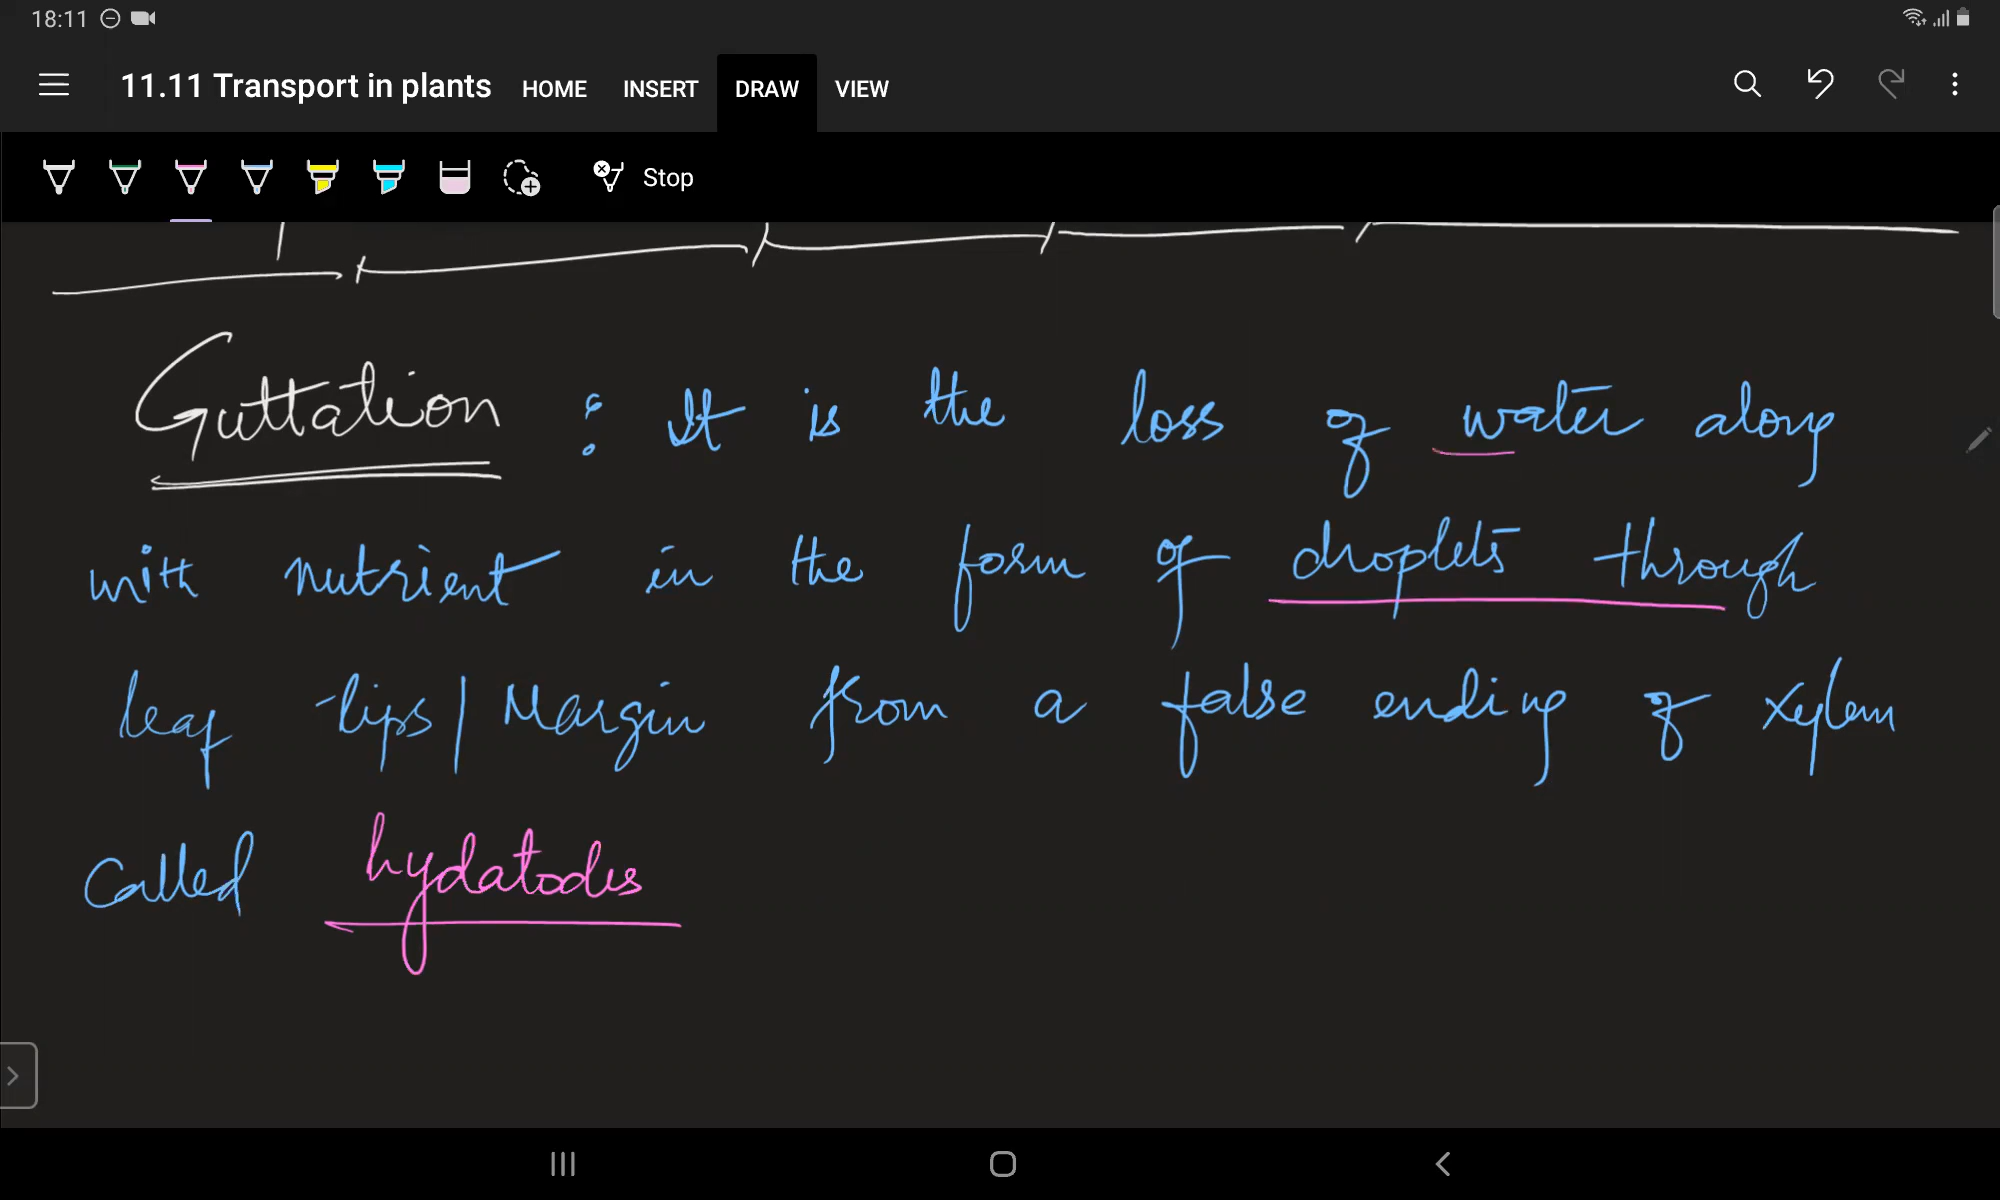 18:11
11.11 Transport in plants HOME INSERT DRAW VIEW
Stop
Guttation : It is the loss of water along
with nutrient in the form of droplets through
leaf tips / Margin from a false ending of xylem
called hydatodes